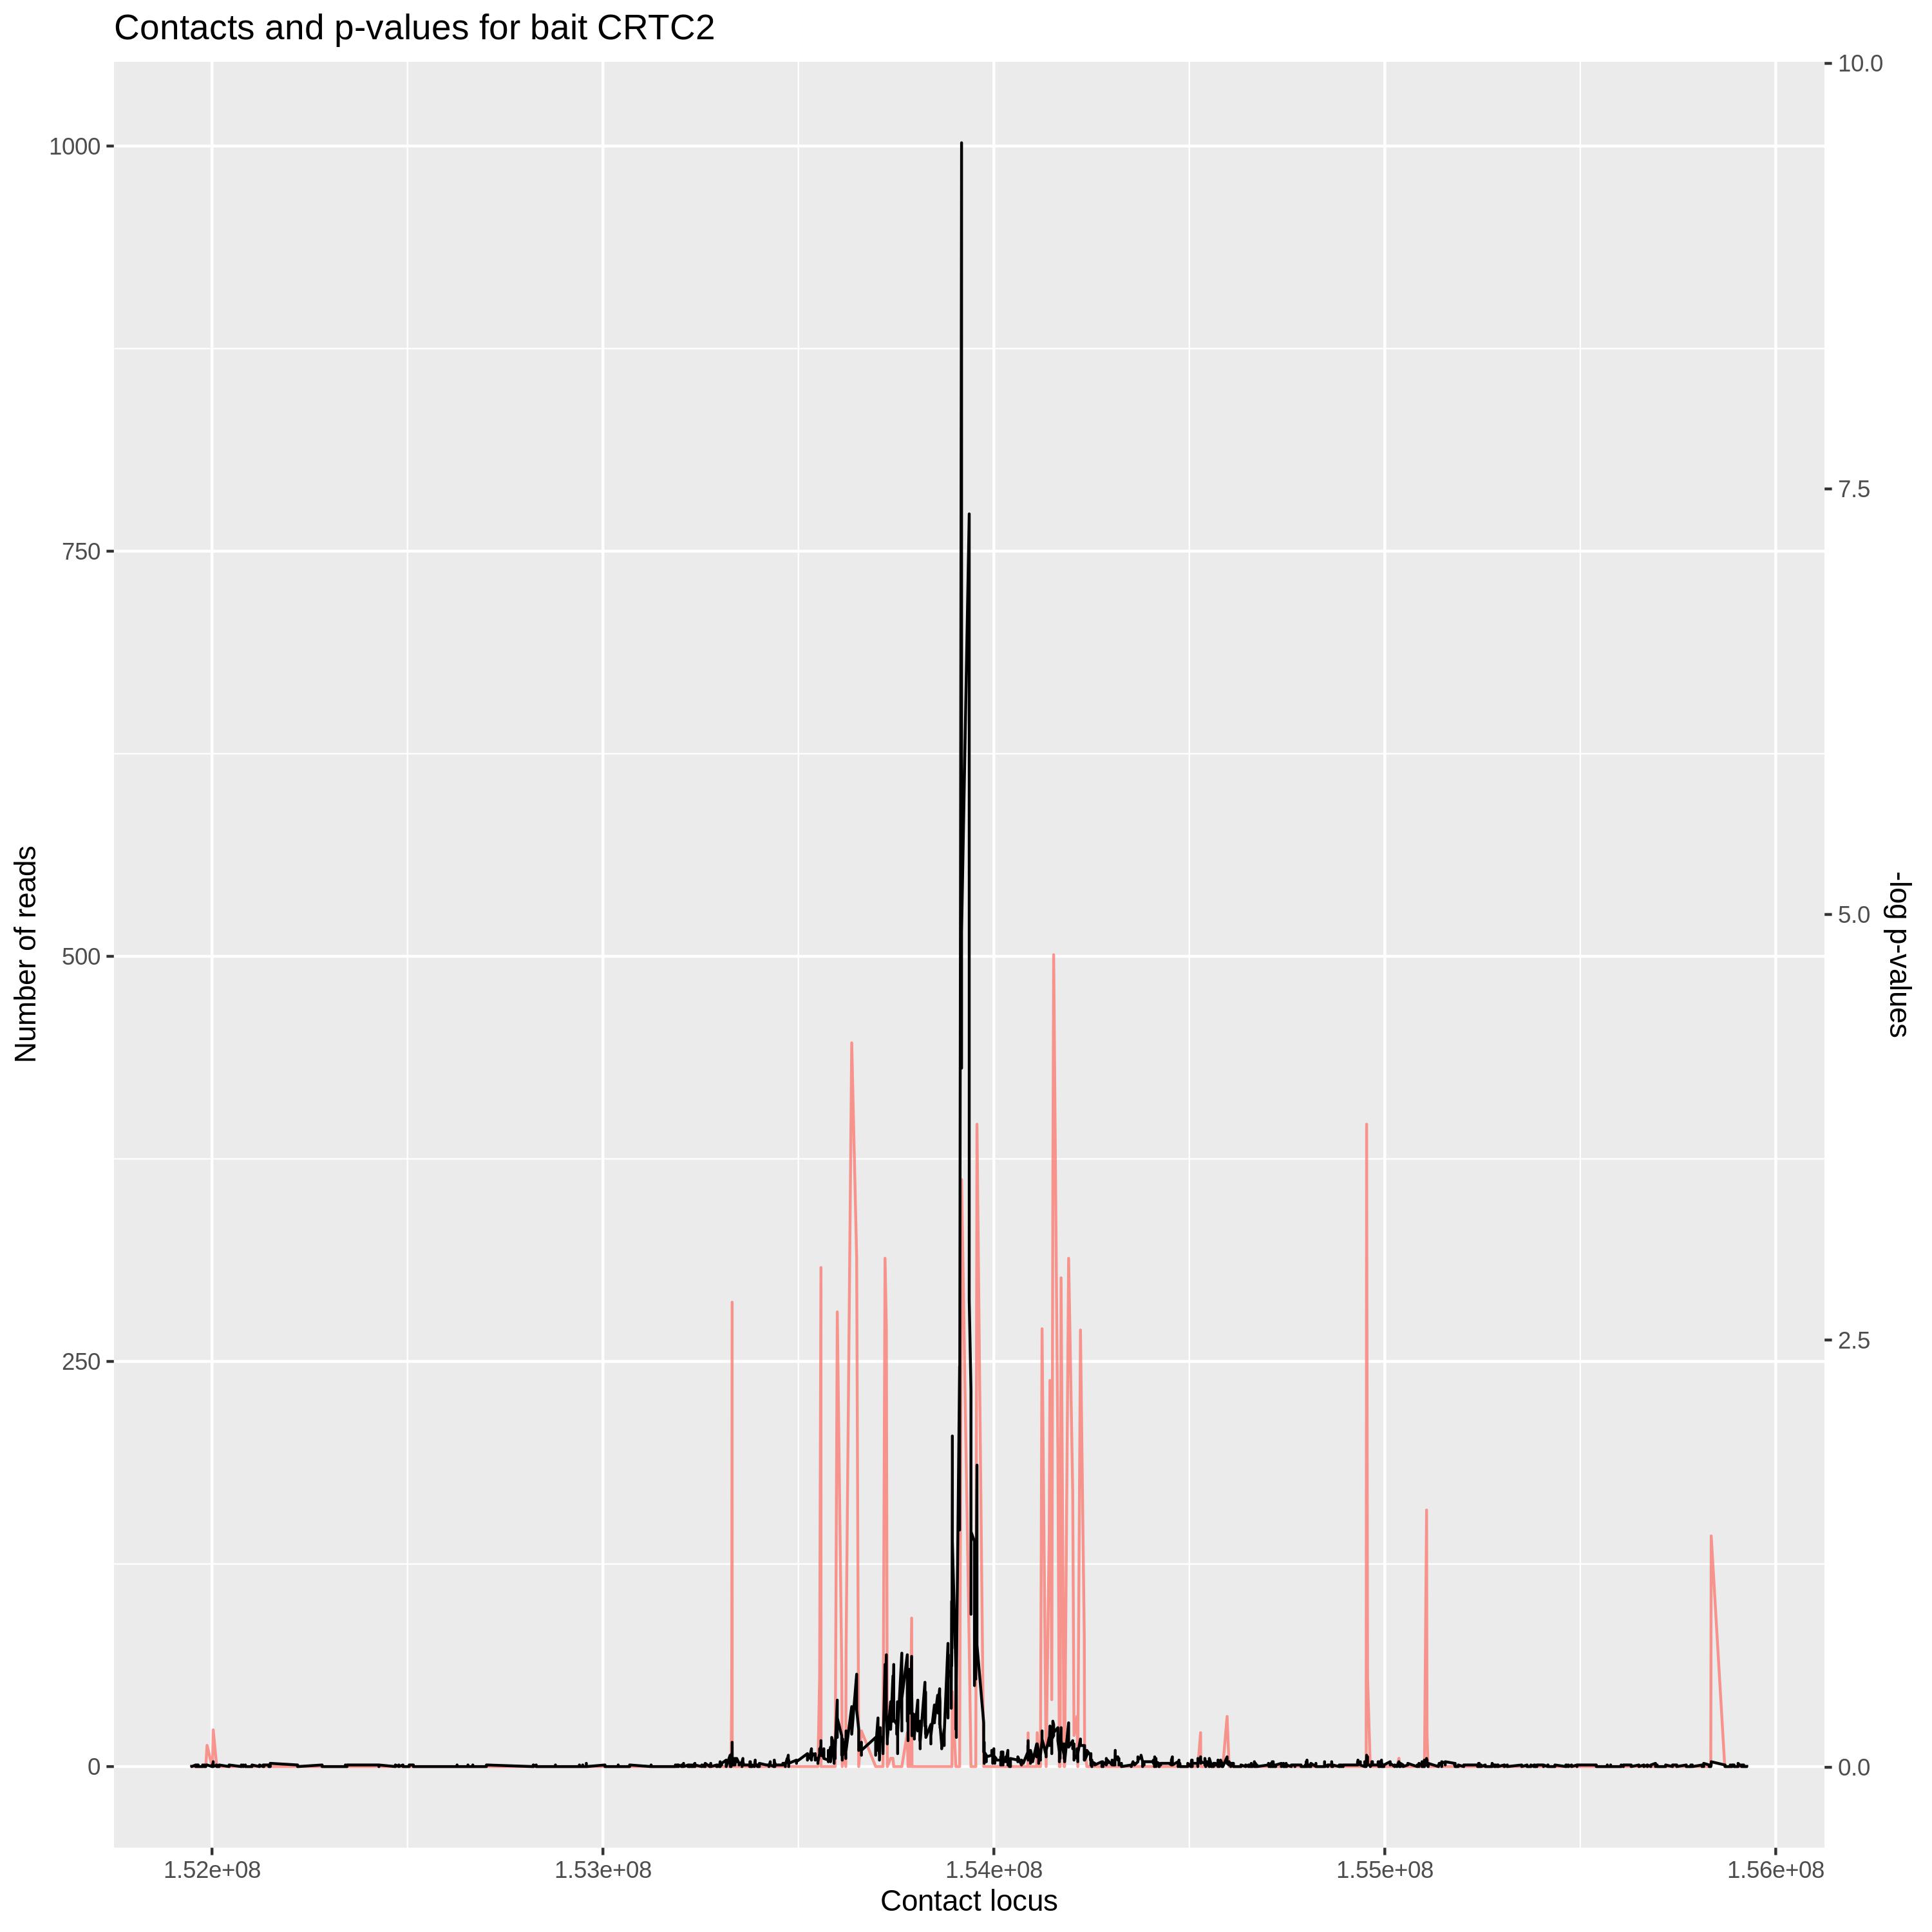 Contacts and p-values for bait CRTC2
10.0
1000
7.5
750
5.0
500
2.5
250
0
0.0
Number of reads
-log p-values
1.52e+08
1.53e+08
1.54e+08
1.55e+08
1.56e+08
Contact locus